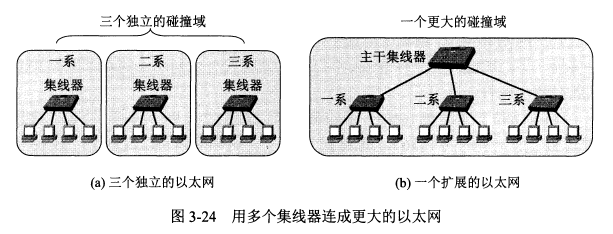 三个独立的碰撞域
一系
集线器
二系
集线器
三系
集线器
(a) 三个独立的以太网
一个更大的碰撞域
主干集线器
一系
二系
三系
(b) 一个扩展的以太网
图 3-24 用多个集线器连成更大的以太网